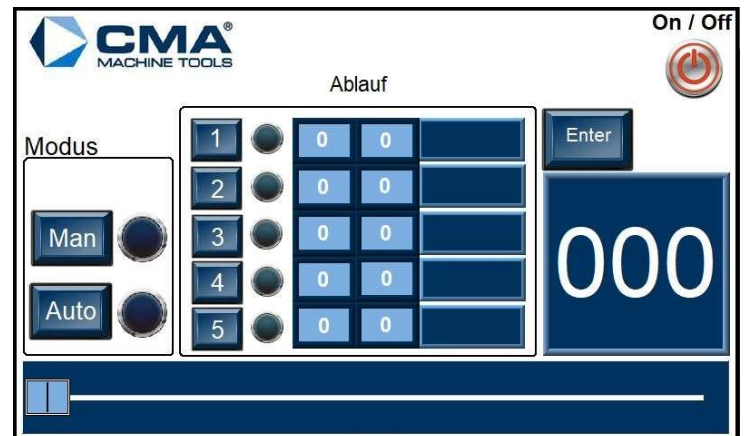 On / Off
CMA®
MACHINE TOOLS
Ablauf
Modus
Man
Auto
1 0 0
2 0 0
3 0 0
4 0 0
5 0 0
Enter
000